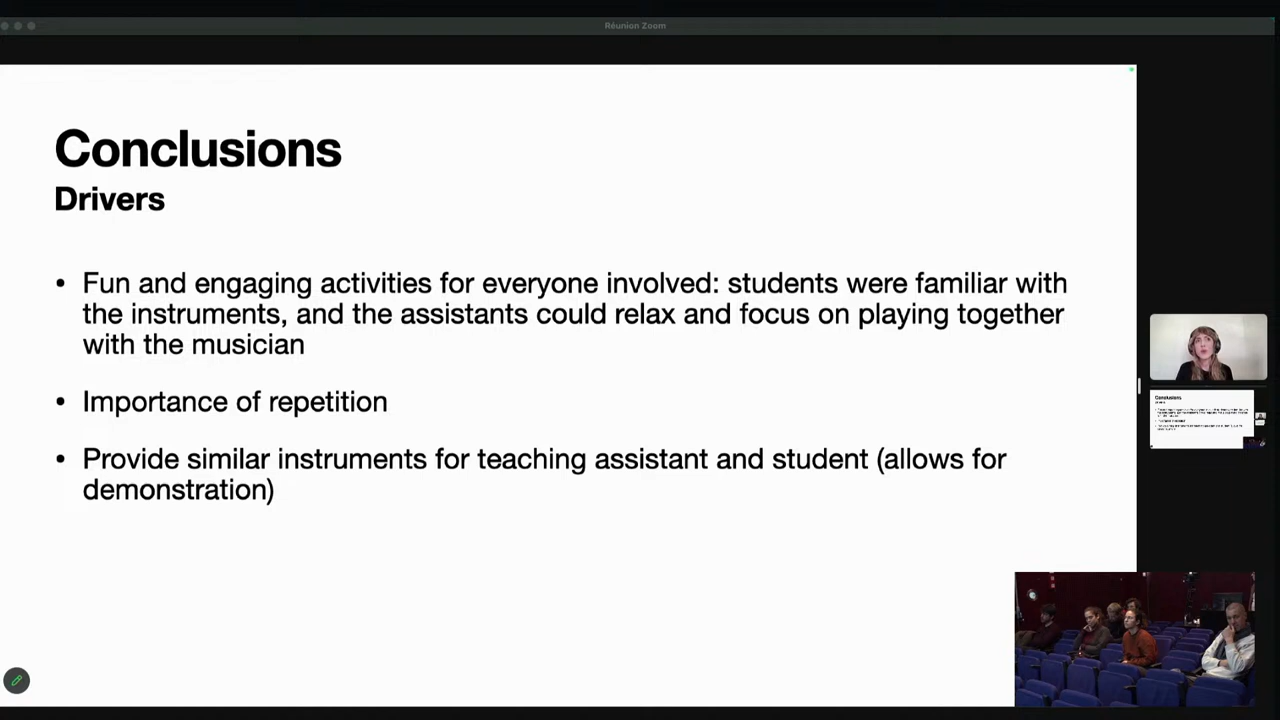 Réunion Zoom
Conclusions
Drivers
• Fun and engaging activities for everyone involved: students were familiar with
the instruments, and the assistants could relax and focus on playing together
with the musician
• Importance of repetition
• Provide similar instruments for teaching assistant and student (allows for
demonstration)
Conclusions